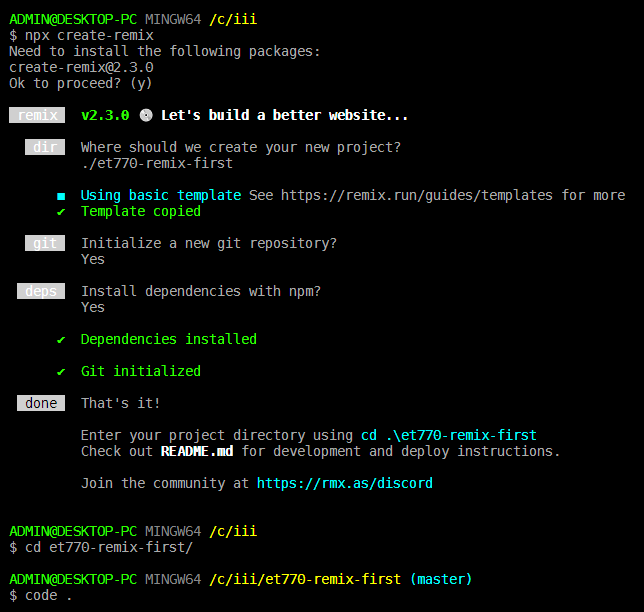 ADMIN@DESKTOP-PC MINGW64 /c/iii
$ npx create-remix
Need to install the following packages:
create-remix@2.3.0
Ok to proceed? (y)
remix v2.3.0 💿 Let's build a better website...
dir Where should we create your new project?
./et770-remix-first
■ Using basic template See https://remix.run/guides/templates for more
✔ Template copied
git Initialize a new git repository?
Yes
deps Install dependencies with npm?
Yes
✔ Dependencies installed
✔ Git initialized
done That's it!
Enter your project directory using cd .\et770-remix-first
Check out README.md for development and deploy instructions.
Join the community at https://rmx.as/discord
ADMIN@DESKTOP-PC MINGW64 /c/iii
$ cd et770-remix-first/
ADMIN@DESKTOP-PC MINGW64 /c/iii/et770-remix-first (master)
$ code .